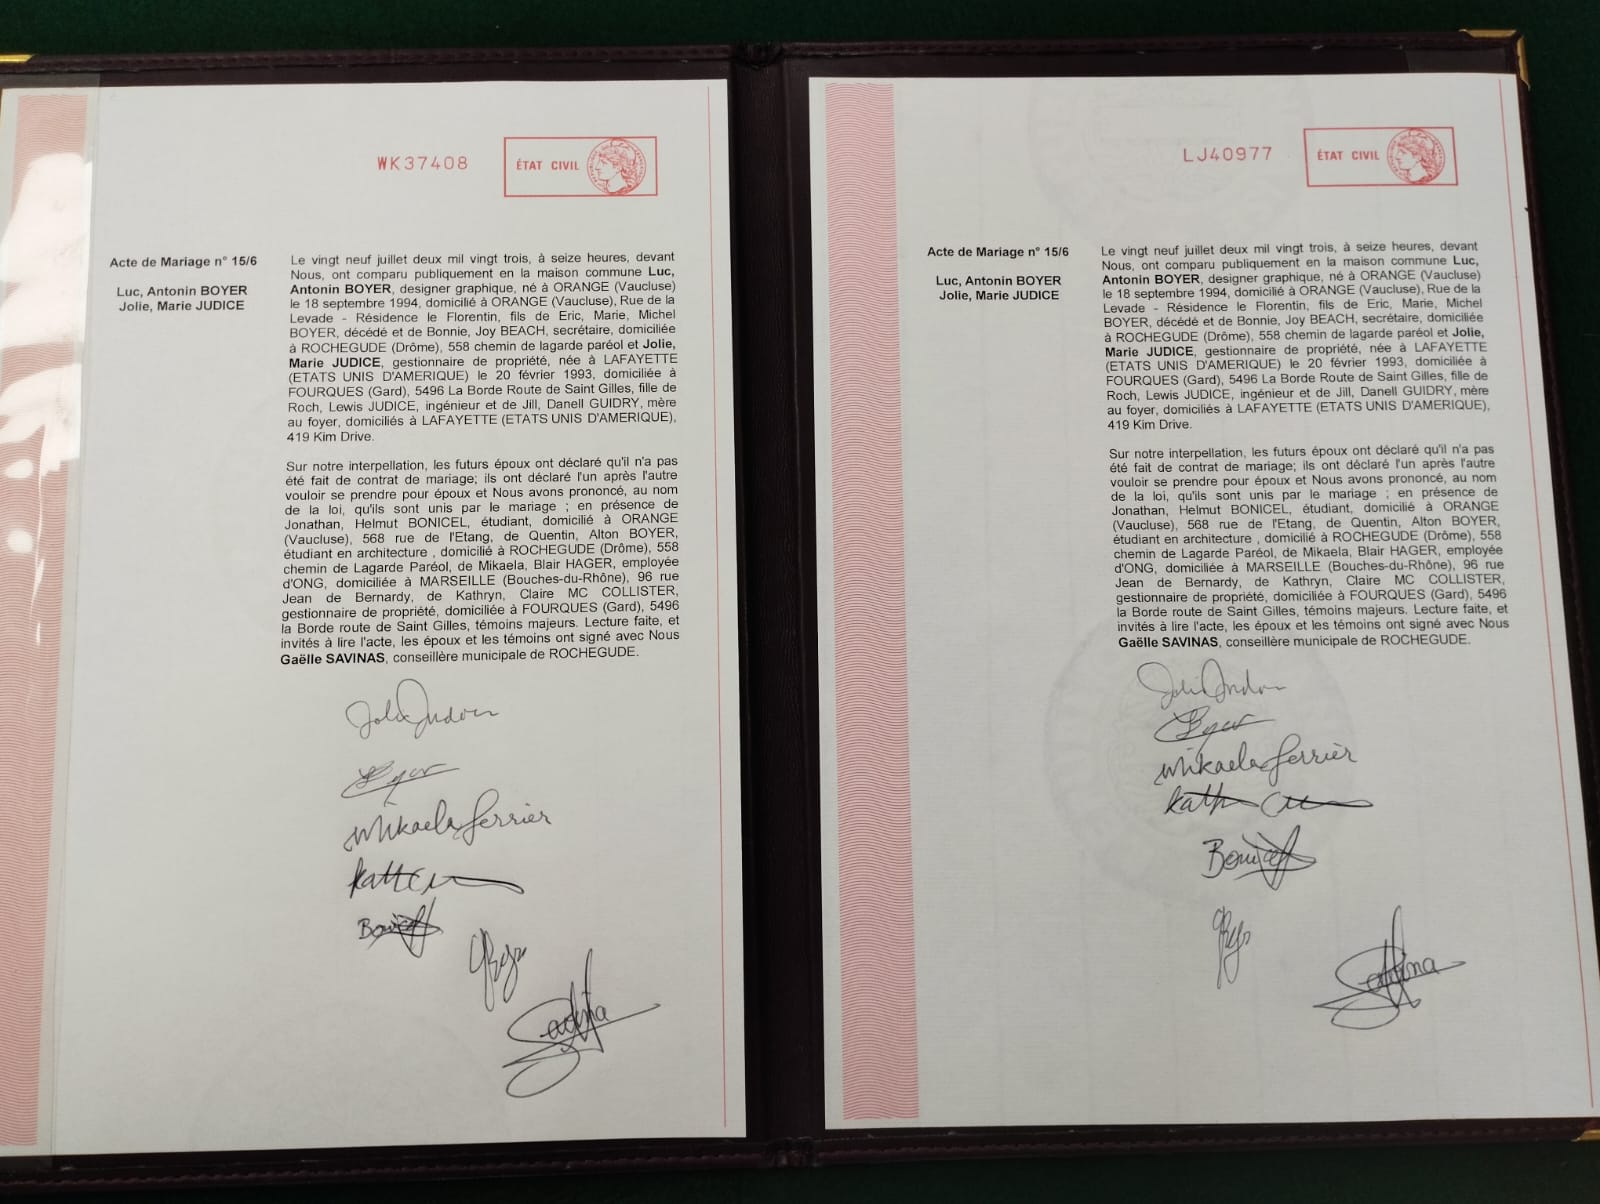 WK37408
ÉTAT CIVIL
Acte de Mariage n° 15/6
Luc, Antonin BOYER
Jolie, Marie JUDICE
Le vingt neuf juillet deux mil vingt trois, à seize heures, devant
Nous, ont comparu publiquement en la maison commune Luc,
Antonin BOYER, designer graphique, né à ORANGE (Vaucluse)
le 18 septembre 1994, domicilié à ORANGE (Vaucluse), Rue de la
Levade - Résidence le Florentin, fils de Eric, Marie, Michel
BOYER, décédé et de Bonnie, Joy BEACH, secrétaire, domiciliée
à ROCHEGUDE (Drôme), 558 chemin de lagarde paréol et Jolie,
Marie JUDICE, gestionnaire de propriété, née à LAFAYETTE
(ETATS UNIS D'AMERIQUE) le 20 février 1993, domiciliée à
FOURQUES (Gard), 5496 La Borde Route de Saint Gilles, fille de
Roch, Lewis JUDICE, ingénieur et de Jill, Danell GUIDRY, mère
au foyer, domiciliés à LAFAYETTE (ETATS UNIS D'AMERIQUE),
419 Kim Drive.
Sur notre interpellation, les futurs époux ont déclaré qu'il n'a pas
été fait de contrat de mariage; ils ont déclaré l'un après l'autre
vouloir se prendre pour époux et Nous avons prononcé, au nom
de la loi, qu'ils sont unis par le mariage ; en présence de
Jonathan, Helmut BONICEL, étudiant, domicilié à ORANGE
(Vaucluse), 568 rue de l'Etang, de Quentin, Alton BOYER,
étudiant en architecture , domicilié à ROCHEGUDE (Drôme), 558
chemin de Lagarde Paréol, de Mikaela, Blair HAGER, employée
d'ONG, domiciliée à MARSEILLE (Bouches-du-Rhône), 96 rue
Jean de Bernardy, de Kathryn, Claire MC COLLISTER,
gestionnaire de propriété, domiciliée à FOURQUES (Gard), 5496
la Borde route de Saint Gilles, témoins majeurs. Lecture faite, et
invités à lire l'acte, les époux et les témoins ont signé avec Nous
Gaëlle SAVINAS, conseillère municipale de ROCHEGUDE.
Mikaela Ferrier
LJ40977
ÉTAT CIVIL
Acte de Mariage n° 15/6
Luc, Antonin BOYER
Jolie, Marie JUDICE
Le vingt neuf juillet deux mil vingt trois, à seize heures, devant
Nous, ont comparu publiquement en la maison commune Luc,
Antonin BOYER, designer graphique, né à ORANGE (Vaucluse)
le 18 septembre 1994, domicilié à ORANGE (Vaucluse), Rue de la
Levade - Résidence le Florentin, fils de Eric, Marie, Michel
BOYER, décédé et de Bonnie, Joy BEACH, secrétaire, domiciliée
à ROCHEGUDE (Drôme), 558 chemin de lagarde paréol et Jolie,
Marie JUDICE, gestionnaire de propriété, née à LAFAYETTE
(ETATS UNIS D'AMERIQUE) le 20 février 1993, domiciliée à
FOURQUES (Gard), 5496 La Borde Route de Saint Gilles, fille de
Roch, Lewis JUDICE, ingénieur et de Jill, Danell GUIDRY, mère
au foyer, domiciliés à LAFAYETTE (ETATS UNIS D'AMERIQUE),
419 Kim Drive.
Sur notre interpellation, les futurs époux ont déclaré qu'il n'a pas
été fait de contrat de mariage; ils ont déclaré l'un après l'autre
vouloir se prendre pour époux et Nous avons prononcé, au nom
de la loi, qu'ils sont unis par le mariage ; en présence de
Jonathan, Helmut BONICEL, étudiant, domicilié à ORANGE
(Vaucluse), 568 rue de l'Etang, de Quentin, Alton BOYER,
étudiant en architecture , domicilié à ROCHEGUDE (Drôme), 558
chemin de Lagarde Paréol, de Mikaela, Blair HAGER, employée
d'ONG, domiciliée à MARSEILLE (Bouches-du-Rhône), 96 rue
Jean de Bernardy, de Kathryn, Claire MC COLLISTER,
gestionnaire de propriété, domiciliée à FOURQUES (Gard), 5496
la Borde route de Saint Gilles, témoins majeurs. Lecture faite, et
invités à lire l'acte, les époux et les témoins ont signé avec Nous
Gaëlle SAVINAS, conseillère municipale de ROCHEGUDE.
Mikaela Ferrier